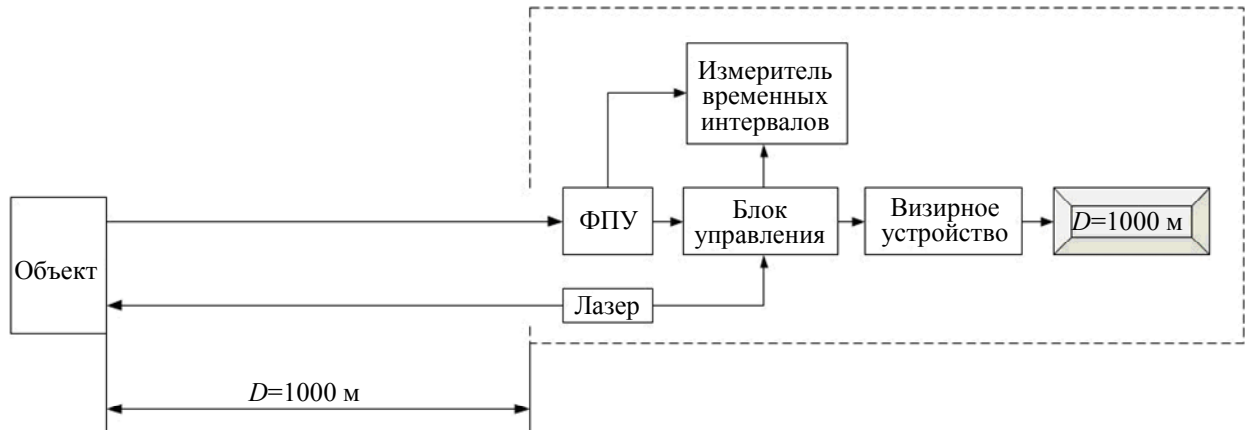 Измеритель
временных
интервалов
ФПУ
Блок
управления
Визирное
устройство
D=1000 м
Объект
Лазер
D=1000 м